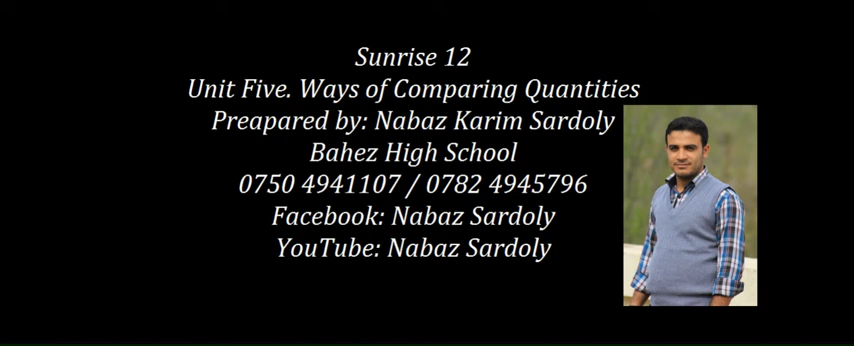 Sunrise 12
Unit Five. Ways of Comparing Quantities
Preapared by: Nabaz Karim Sardoly
Bahez High School
0750 4941107 / 0782 4945796
Facebook: Nabaz Sardoly
YouTube: Nabaz Sardoly